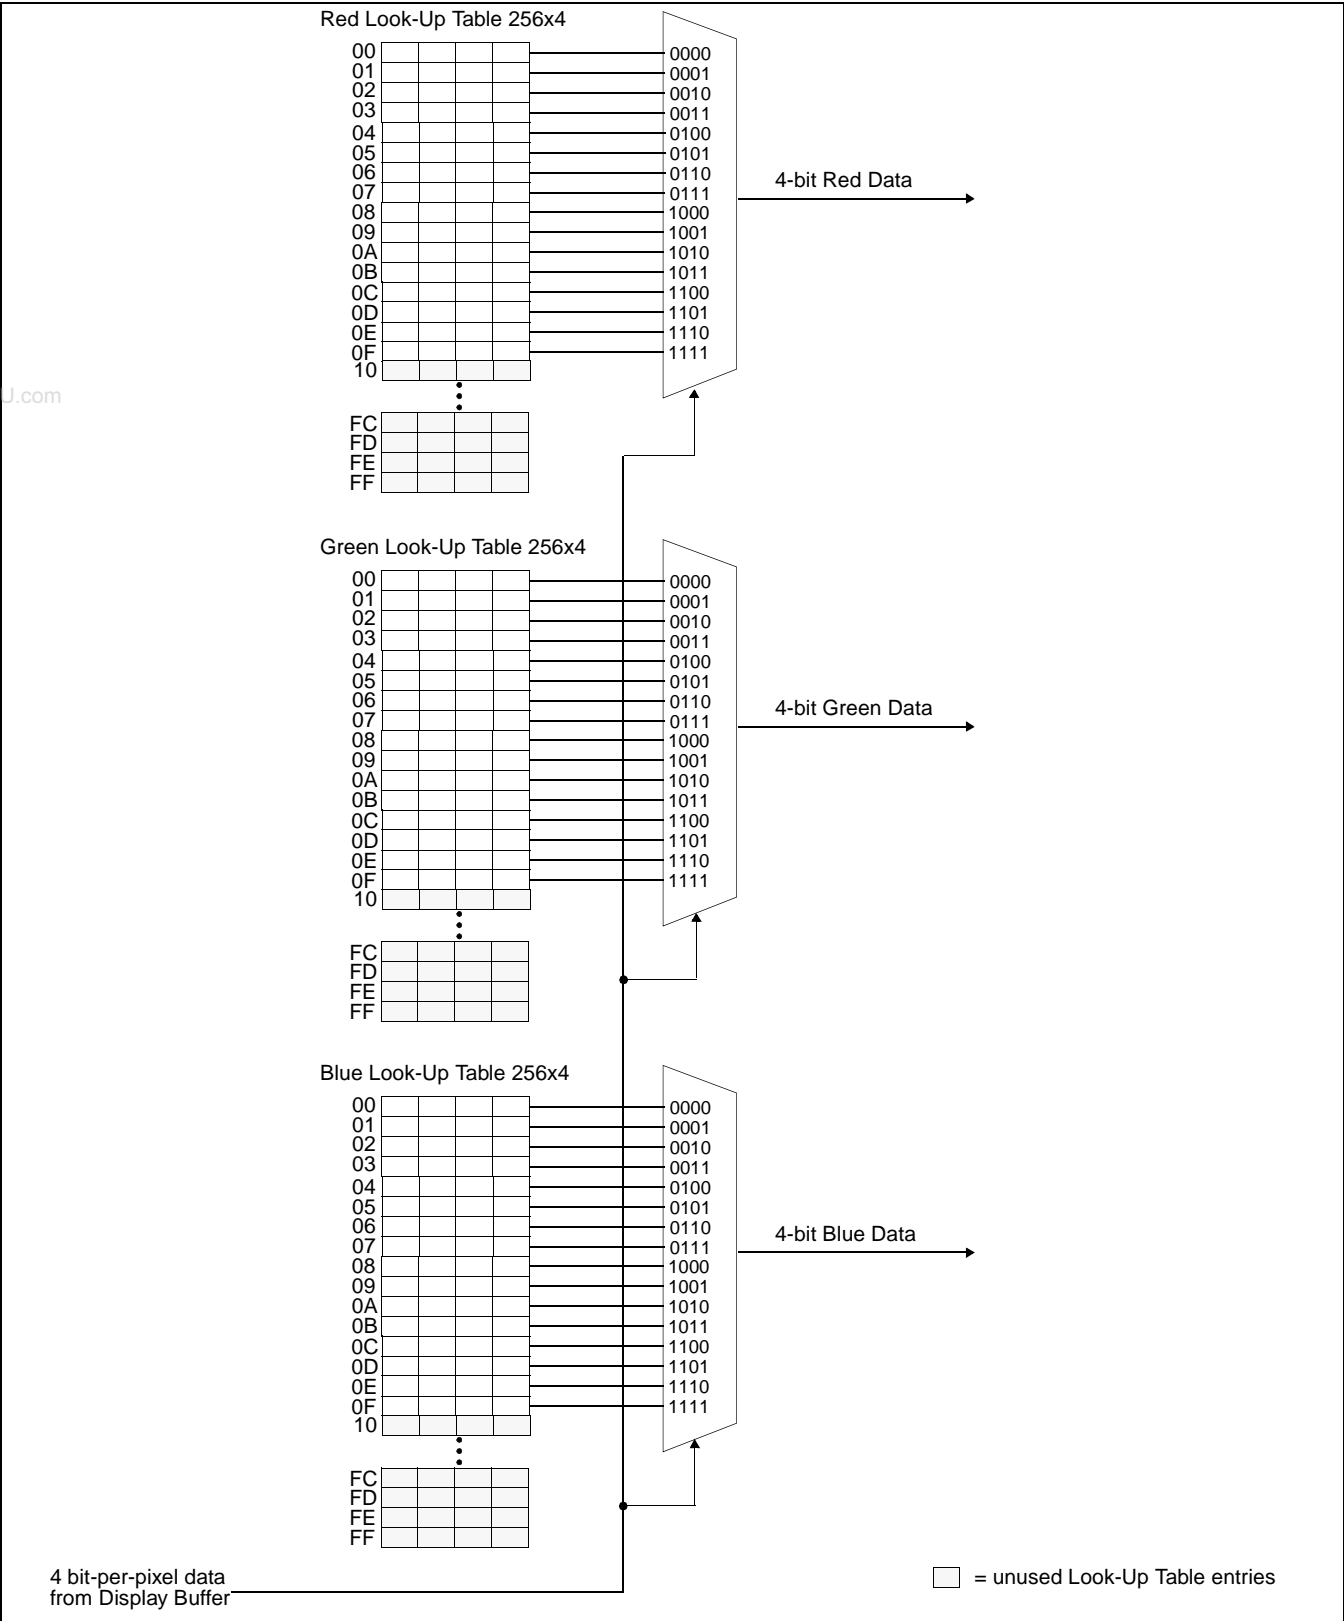 Red Look-Up Table 256x4
00 0000
01 0001
02 0010
03 0011
04 0100
05 0101
06 0110
07 0111
4-bit Red Data
08 1000
09 1001
0A 1010
0B 1011
0C 1100
0D 1101
0E 1110
0F 1111
10
U.com
FC
FD
FE
FF
Green Look-Up Table 256x4
00 0000
01 0001
02 0010
03 0011
04 0100
05 0101
06 0110
07 0111
4-bit Green Data
08 1000
09 1001
0A 1010
0B 1011
0C 1100
0D 1101
0E 1110
0F 1111
10
FC
FD
FE
FF
Blue Look-Up Table 256x4
00 0000
01 0001
02 0010
03 0011
04 0100
05 0101
06 0110
07 0111
4-bit Blue Data
08 1000
09 1001
0A 1010
0B 1011
0C 1100
0D 1101
0E 1110
0F 1111
10
FC
FD
FE
FF
4 bit-per-pixel data
from Display Buffer
= unused Look-Up Table entries